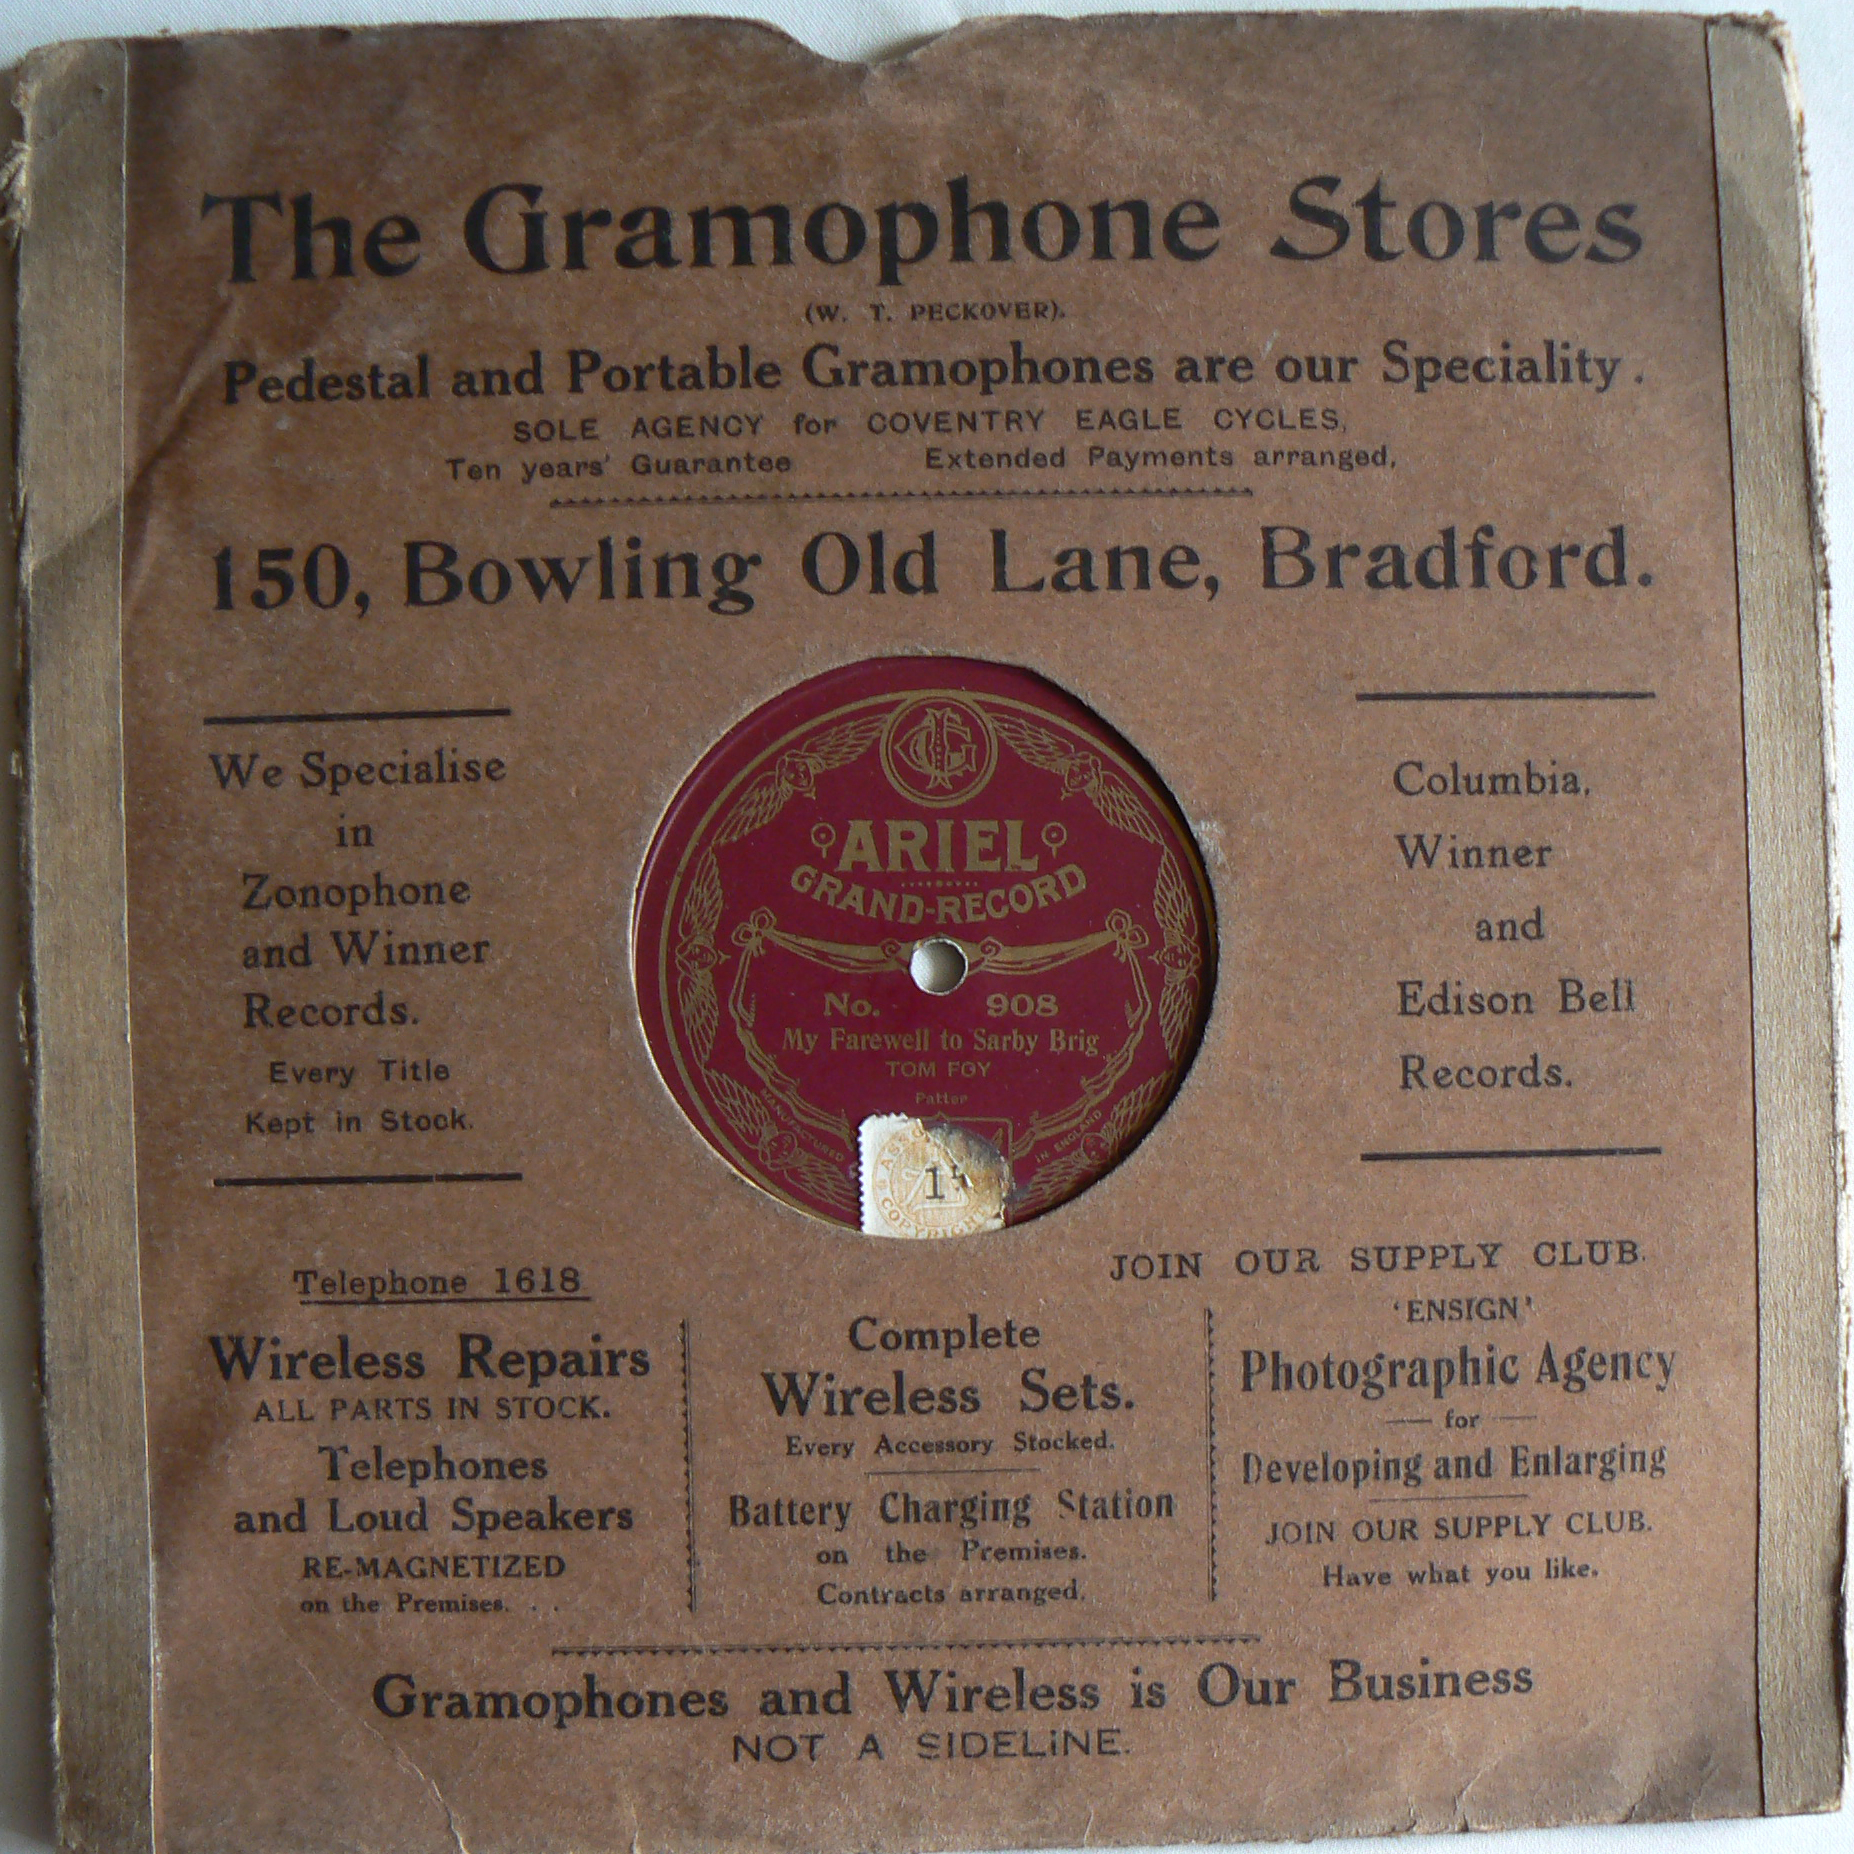 The Gramophone Stores
(W. T. PECKOVER).
Pedestal and Portable Gramophones are our Speciality.
SOLE AGENCY for COVENTRY EAGLE CYCLES,
Ten years' Guarantee Extended Payments arranged,
150, Bowling Old Lane, Bradford.
We Specialise
in
Zonophone
and Winner
Records.
Every Title
Kept in Stock.
ARIEL
GRAND-RECORD
No. 908
My Farewell to Sarby Brig
TOM FOY
Patter
MANUFACTURED IN ENGLAND
COPYRIGHT
Columbia,
Winner
and
Edison Bell
Records.
Telephone 1618
Wireless Repairs
ALL PARTS IN STOCK.
Telephones
and Loud Speakers
RE-MAGNETIZED
on the Premises. . .
Complete
Wireless Sets.
Every Accessory Stocked.
Battery Charging Station
on the Premises.
Contracts arranged.
JOIN OUR SUPPLY CLUB.
'ENSIGN'
Photographic Agency
for
Developing and Enlarging
JOIN OUR SUPPLY CLUB.
Have what you like.
Gramophones and Wireless is Our Business
NOT A SIDELINE.